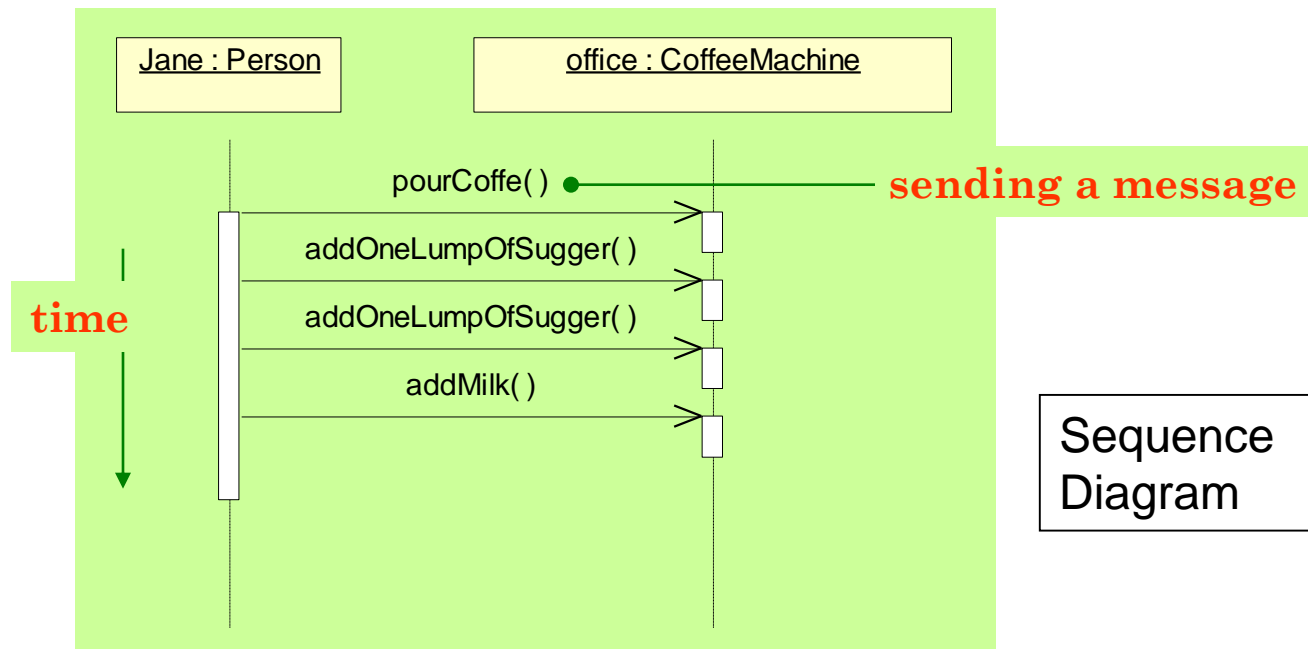 Jane : Person
office : CoffeeMachine
pourCoffe( )
sending a message
addOneLumpOfSugger( )
time
addOneLumpOfSugger( )
addMilk( )
Sequence
Diagram